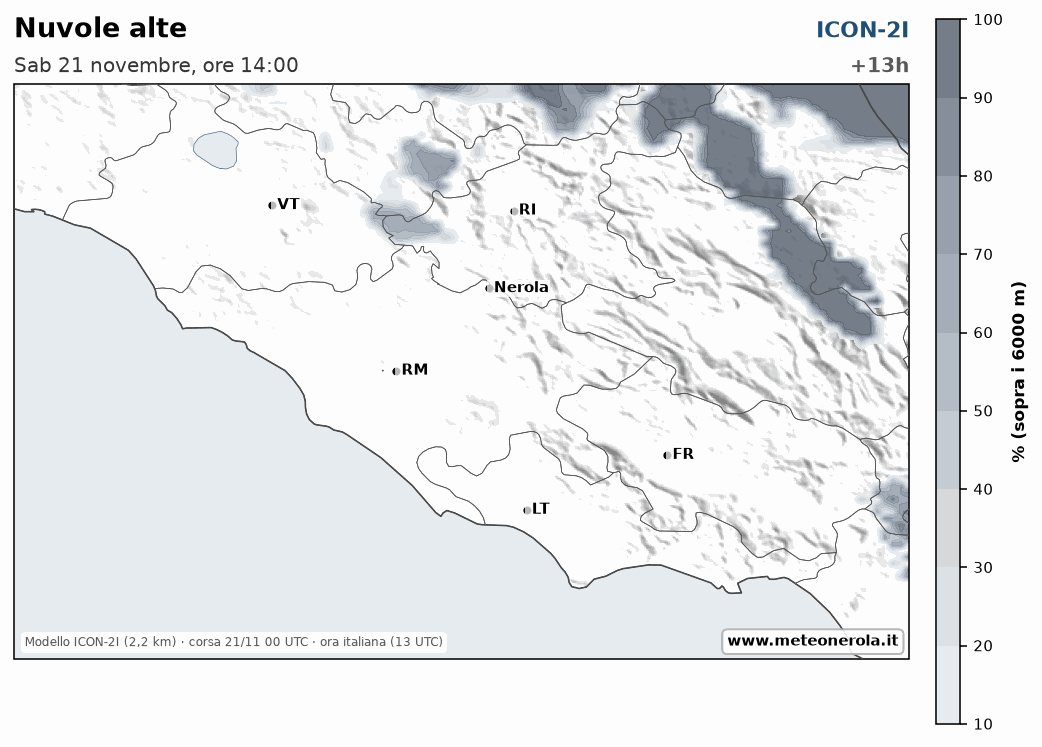 Nuvole alte
ICON-2I
Sab 21 novembre, ore 14:00
+13h
100
90
80
70
60
50
40
30
20
10
% (sopra i 6000 m)
VT
RI
Nerola
RM
FR
LT
Modello ICON-2I (2,2 km) · corsa 21/11 00 UTC · ora italiana (13 UTC)
www.meteonerola.it